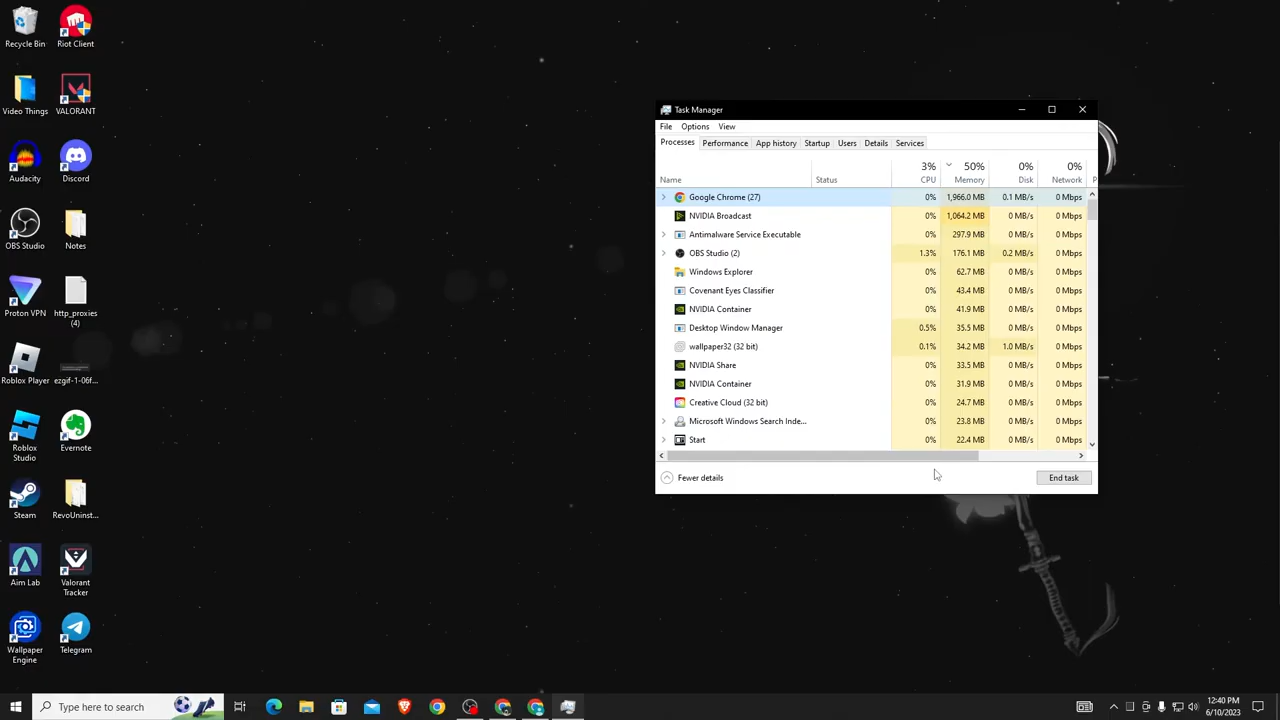 Recycle Bin
Riot Client
Video Things
VALORANT
Audacity
Discord
OBS Studio
Notes
Proton VPN
http_proxies
(4)
Roblox Player
ezgif-1-06f...
Roblox
Studio
Evernote
Steam
RevoUninst...
Aim Lab
Valorant
Tracker
Wallpaper
Engine
Telegram
Task Manager
File Options View
Processes Performance App history Startup Users Details Services
3% 50% 0% 0%
Name Status CPU Memory Disk Network P
Google Chrome (27) 0% 1,966.0 MB 0.1 MB/s 0 Mbps
NVIDIA Broadcast 0% 1,064.2 MB 0 MB/s 0 Mbps
Antimalware Service Executable 0% 297.9 MB 0 MB/s 0 Mbps
OBS Studio (2) 1.3% 176.1 MB 0.2 MB/s 0 Mbps
Windows Explorer 0% 62.7 MB 0 MB/s 0 Mbps
Covenant Eyes Classifier 0% 43.4 MB 0 MB/s 0 Mbps
NVIDIA Container 0% 41.9 MB 0 MB/s 0 Mbps
Desktop Window Manager 0.5% 35.5 MB 0 MB/s 0 Mbps
wallpaper32 (32 bit) 0.1% 34.2 MB 1.0 MB/s 0 Mbps
NVIDIA Share 0% 33.5 MB 0 MB/s 0 Mbps
NVIDIA Container 0% 31.9 MB 0 MB/s 0 Mbps
Creative Cloud (32 bit) 0% 24.7 MB 0 MB/s 0 Mbps
Microsoft Windows Search Inde... 0% 23.8 MB 0 MB/s 0 Mbps
Start 0% 22.4 MB 0 MB/s 0 Mbps
Fewer details End task
Type here to search
12:40 PM
6/10/2023